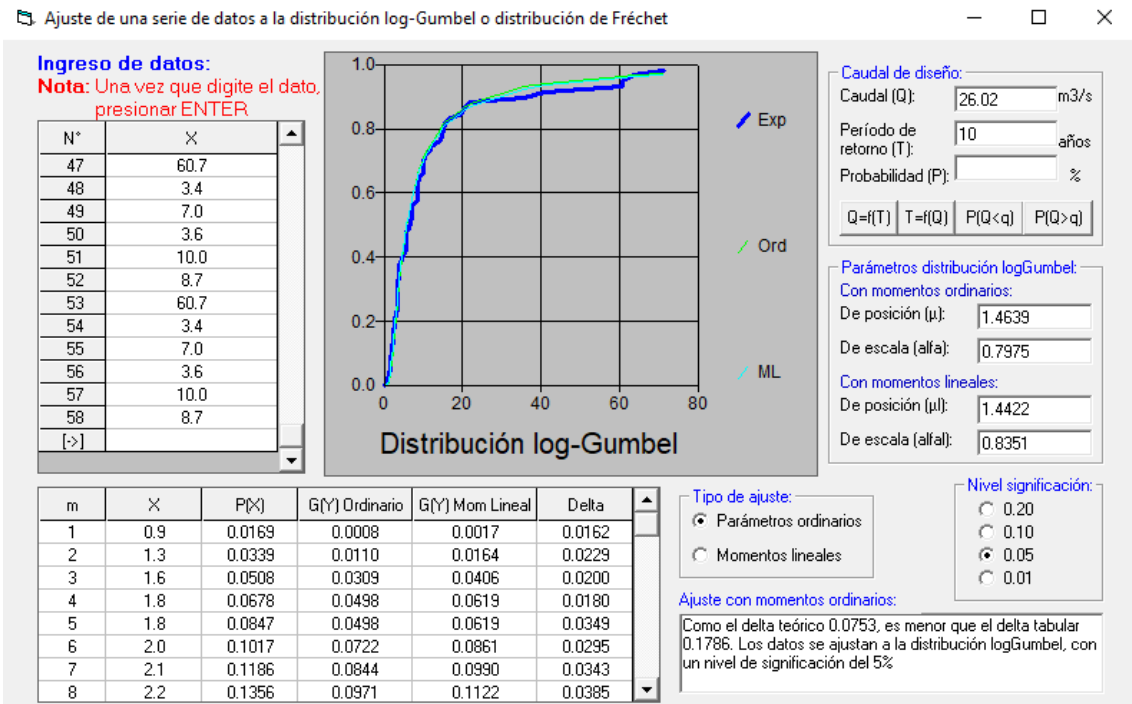 Ajuste de una serie de datos a la distribución log-Gumbel o distribución de Fréchet
Ingreso de datos:
Nota: Una vez que digite el dato,
presionar ENTER
N° X
47 60.7
48 3.4
49 7.0
50 3.6
51 10.0
52 8.7
53 60.7
54 3.4
55 7.0
56 3.6
57 10.0
58 8.7
[->]
1.0
0.8
0.6
0.4
0.2
0.0
0 20 40 60 80
Exp
Ord
ML
Distribución log-Gumbel
Caudal de diseño:
Caudal (Q): 26.02 m3/s
Período de
retorno (T): 10 años
Probabilidad (P): %
Q=f(T) T=f(Q) P(Q<q) P(Q>q)
Parámetros distribución logGumbel:
Con momentos ordinarios:
De posición (µ): 1.4639
De escala (alfa): 0.7975
Con momentos lineales:
De posición (µl): 1.4422
De escala (alfal): 0.8351
m X P(X) G(Y) Ordinario G(Y) Mom Lineal Delta
1 0.9 0.0169 0.0008 0.0017 0.0162
2 1.3 0.0339 0.0110 0.0164 0.0229
3 1.6 0.0508 0.0309 0.0406 0.0200
4 1.8 0.0678 0.0498 0.0619 0.0180
5 1.8 0.0847 0.0498 0.0619 0.0349
6 2.0 0.1017 0.0722 0.0861 0.0295
7 2.1 0.1186 0.0844 0.0990 0.0343
8 2.2 0.1356 0.0971 0.1122 0.0385
Tipo de ajuste:
Parámetros ordinarios
Momentos lineales
Nivel significación:
0.20
0.10
0.05
0.01
Ajuste con momentos ordinarios:
Como el delta teórico 0.0753, es menor que el delta tabular
0.1786. Los datos se ajustan a la distribución logGumbel, con
un nivel de significación del 5%